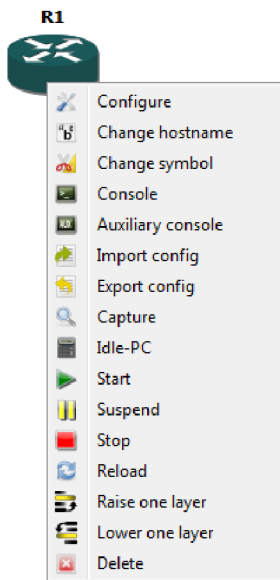 R1
Configure
Change hostname
Change symbol
Console
Auxiliary console
Import config
Export config
Capture
Idle-PC
Start
Suspend
Stop
Reload
Raise one layer
Lower one layer
Delete